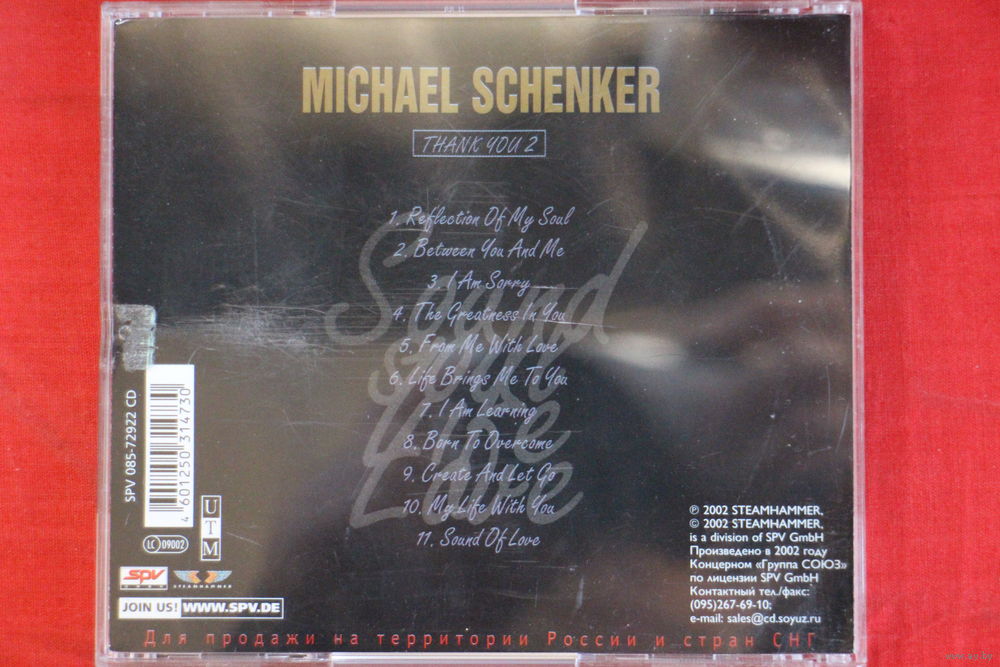 MICHAEL SCHENKER
THANK YOU 2
1. Reflection Of My Soul
2. Between You And Me
3. I Am Sorry
4. The Greatness In You
5. From Me With Love
6. Life Brings Me To You
7. I Am Learning
8. Born To Overcome
9. Create And Let Go
10. My Life With You
11. Sound Of Love
Sound
Soul
Life
Love
SPV 085-72922 CD
4 601250 314730
UTM
LC 09002
SPV
STEAMHAMMER
JOIN US! WWW.SPV.DE
℗ 2002 STEAMHAMMER,
© 2002 STEAMHAMMER,
is a division of SPV GmbH
Произведено в 2002 году
Концерном «Группа СОЮЗ»
по лицензии SPV GmbH
Контактный тел./факс:
(095)267-69-10;
e-mail: sales@cd.soyuz.ru
Для продажи на территории России и стран СНГ